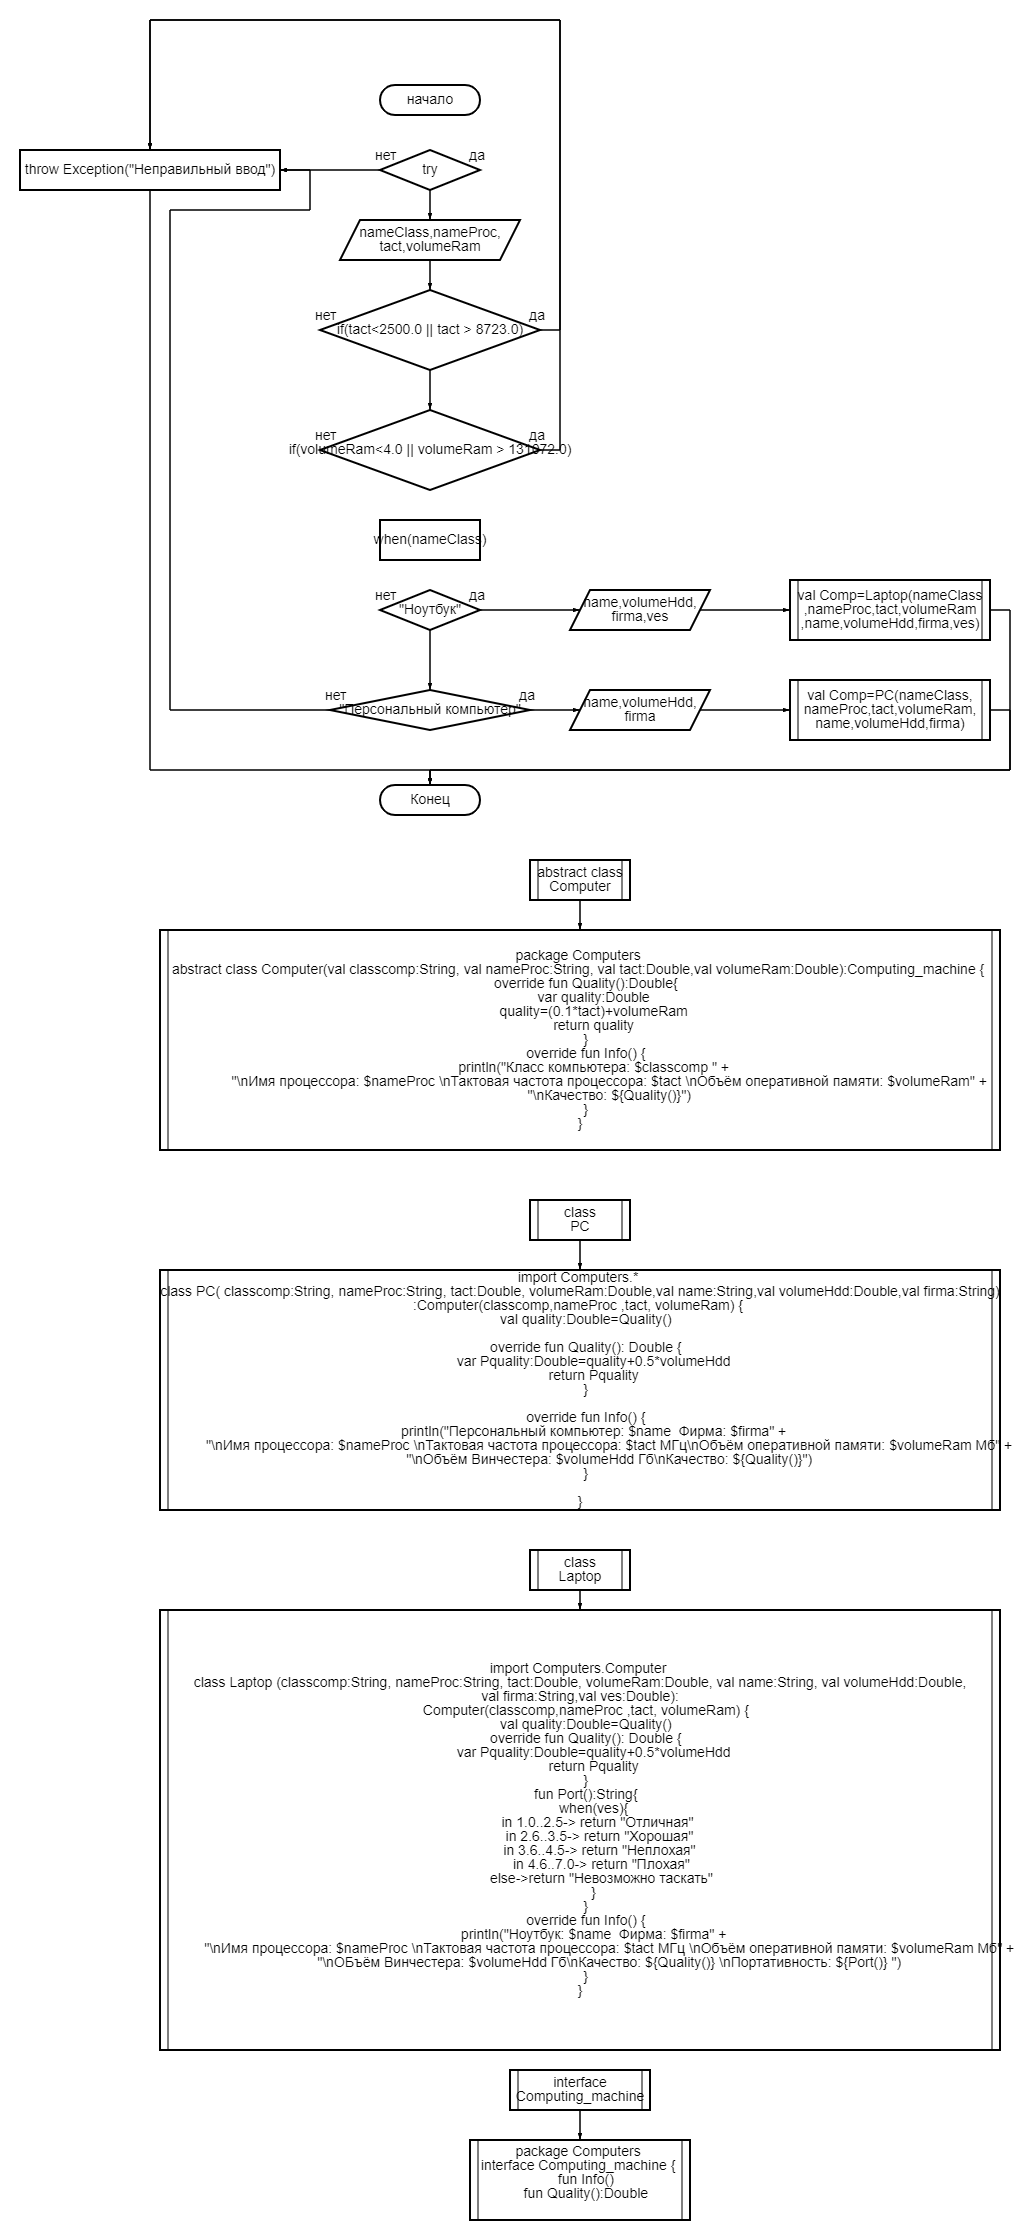 начало
нет
да
throw Exception("Неправильный ввод")
try
nameClass,nameProc,
tact,volumeRam
нет
да
if(tact<2500.0 || tact > 8723.0)
нет
да
if(volumeRam<4.0 || volumeRam > 131072.0)
when(nameClass)
нет
да
"Ноутбук"
name,volumeHdd,
firma,ves
val Comp=Laptop(nameClass
,nameProc,tact,volumeRam
,name,volumeHdd,firma,ves)
нет
да
"Персональный компьютер"
name,volumeHdd,
firma
val Comp=PC(nameClass,
nameProc,tact,volumeRam,
name,volumeHdd,firma)
Конец
abstract class
Computer
package Computers
abstract class Computer(val classcomp:String, val nameProc:String, val tact:Double,val volumeRam:Double):Computing_machine {
override fun Quality():Double{
var quality:Double
quality=(0.1*tact)+volumeRam
return quality
}
override fun Info() {
println("Класс компьютера: $classcomp " +
"\nИмя процессора: $nameProc \nТактовая частота процессора: $tact \nОбъём оперативной памяти: $volumeRam" +
"\nКачество: ${Quality()}")
}
}
class
PC
import Computers.*
class PC( classcomp:String, nameProc:String, tact:Double, volumeRam:Double,val name:String,val volumeHdd:Double,val firma:String)
:Computer(classcomp,nameProc ,tact, volumeRam) {
val quality:Double=Quality()
override fun Quality(): Double {
var Pquality:Double=quality+0.5*volumeHdd
return Pquality
}
override fun Info() {
println("Персональный компьютер: $name  Фирма: $firma" +
"\nИмя процессора: $nameProc \nТактовая частота процессора: $tact МГц\nОбъём оперативной памяти: $volumeRam Мб" +
"\nОбъём Винчестера: $volumeHdd Гб\nКачество: ${Quality()}")
}
}
class
Laptop
import Computers.Computer
class Laptop (classcomp:String, nameProc:String, tact:Double, volumeRam:Double, val name:String, val volumeHdd:Double,
val firma:String,val ves:Double):
Computer(classcomp,nameProc ,tact, volumeRam) {
val quality:Double=Quality()
override fun Quality(): Double {
var Pquality:Double=quality+0.5*volumeHdd
return Pquality
}
fun Port():String{
when(ves){
in 1.0..2.5-> return "Отличная"
in 2.6..3.5-> return "Хорошая"
in 3.6..4.5-> return "Неплохая"
in 4.6..7.0-> return "Плохая"
else->return "Невозможно таскать"
}
}
override fun Info() {
println("Ноутбук: $name  Фирма: $firma" +
"\nИмя процессора: $nameProc \nТактовая частота процессора: $tact МГц \nОбъём оперативной памяти: $volumeRam Мб" +
"\nОБъём Винчестера: $volumeHdd Гб\nКачество: ${Quality()} \nПортативность: ${Port()} ")
}
}
interface
Computing_machine
package Computers
interface Computing_machine {
fun Info()
fun Quality():Double